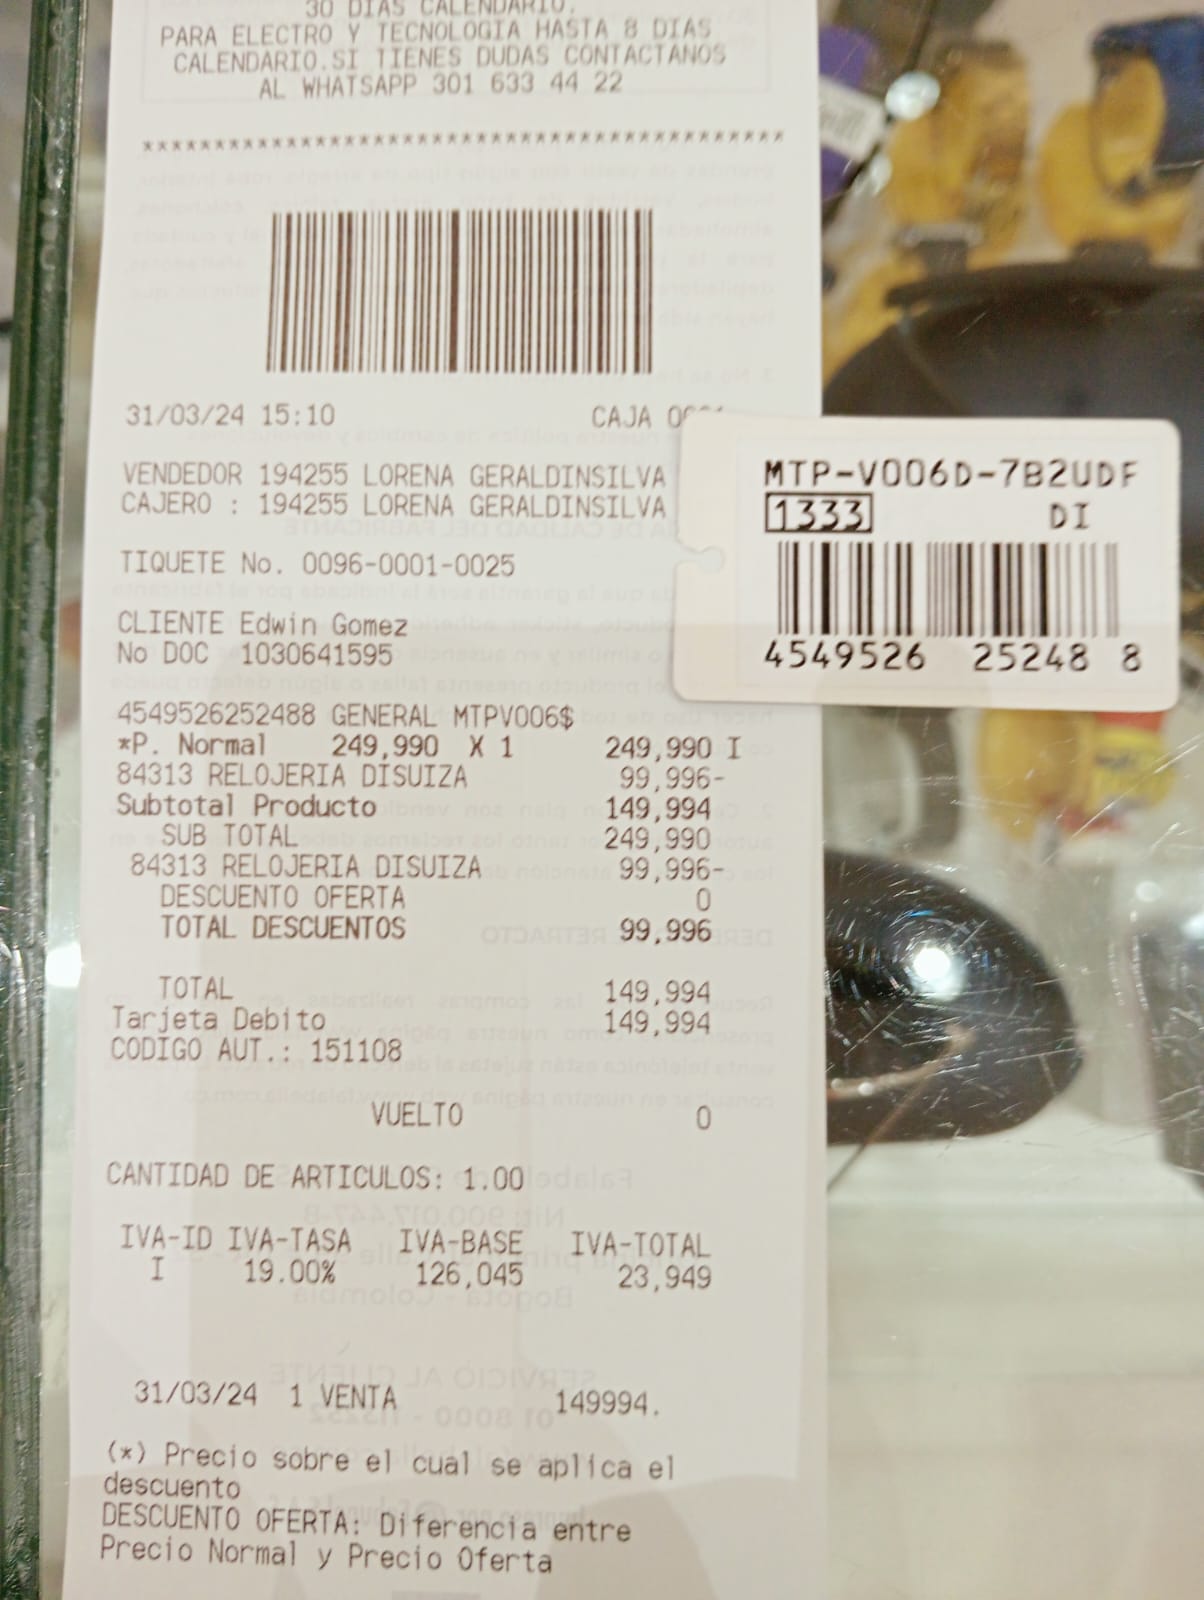 30 DIAS CALENDARIO.
PARA ELECTRO Y TECNOLOGIA HASTA 8 DIAS
CALENDARIO.SI TIENES DUDAS CONTACTANOS
AL WHATSAPP 301 633 44 22
*********************************************
31/03/24 15:10 CAJA
VENDEDOR 194255 LORENA GERALDINSILVA
CAJERO : 194255 LORENA GERALDINSILVA
TIQUETE No. 0096-0001-0025
CLIENTE Edwin Gomez
No DOC 1030641595
4549526252488 GENERAL MTPV006$
*P. Normal 249,990 X 1 249,990 I
84313 RELOJERIA DISUIZA 99,996-
Subtotal Producto 149,994
SUB TOTAL 249,990
84313 RELOJERIA DISUIZA 99,996-
DESCUENTO OFERTA 0
TOTAL DESCUENTOS 99,996
TOTAL 149,994
Tarjeta Debito 149,994
CODIGO AUT.: 151108
VUELTO 0
CANTIDAD DE ARTICULOS: 1.00
IVA-ID IVA-TASA IVA-BASE IVA-TOTAL
I 19.00% 126,045 23,949
31/03/24 1 VENTA 149994.
(*) Precio sobre el cual se aplica el
descuento
DESCUENTO OFERTA: Diferencia entre
Precio Normal y Precio Oferta
MTP-V006D-7B2UDF
1333 DI
4549526 25248 8